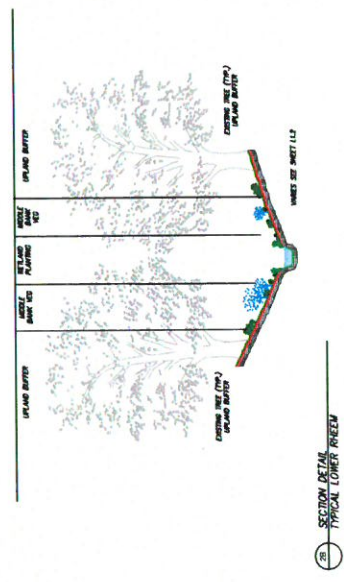 UPLAND BUFFER
MIDDLE
BANK VEG
WETLAND
PLANTING
MIDDLE
BANK
VEG
UPLAND BUFFER
EXISTING TREE (TYP.)
UPLAND BUFFER
EXISTING TREE (TYP.)
UPLAND BUFFER
VARIES SEE SHEET L1.2
2B
SECTION DETAIL
TYPICAL LOWER RHEEM